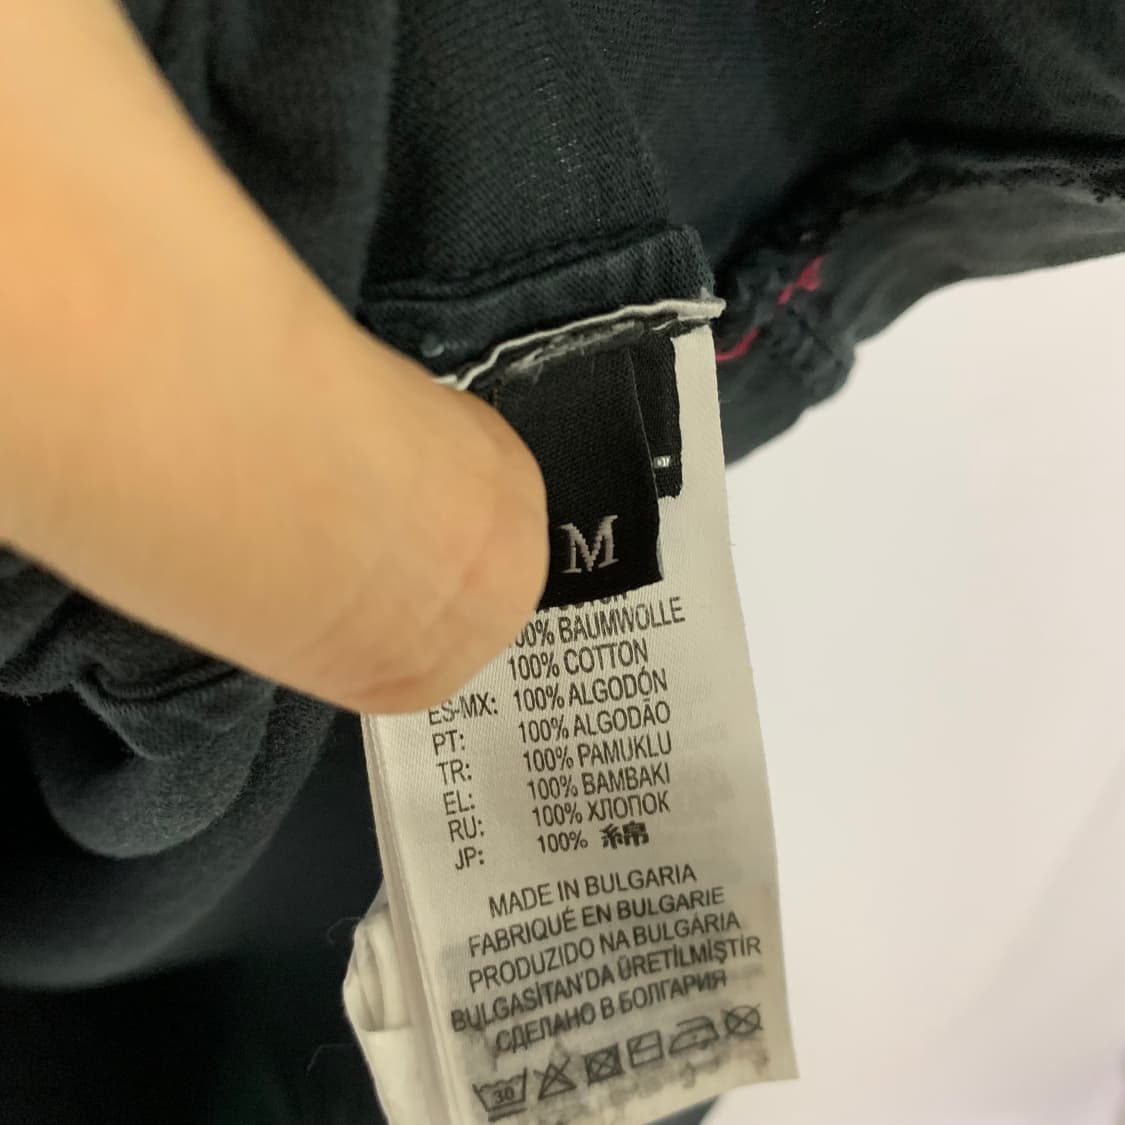 M
100% BAUMWOLLE
100% COTTON
ES-MX: 100% ALGODÓN
PT: 100% ALGODÃO
TR: 100% PAMUKLU
EL: 100% BAMBAKI
RU: 100% ХЛОПОК
JP: 100% 綿
MADE IN BULGARIA
FABRIQUÉ EN BULGARIE
PRODUZIDO NA BULGÁRIA
BULGASİTAN'DA ÜRETİLMİŞTİR
СДЕЛАНО В БОЛГАРИЯ
30